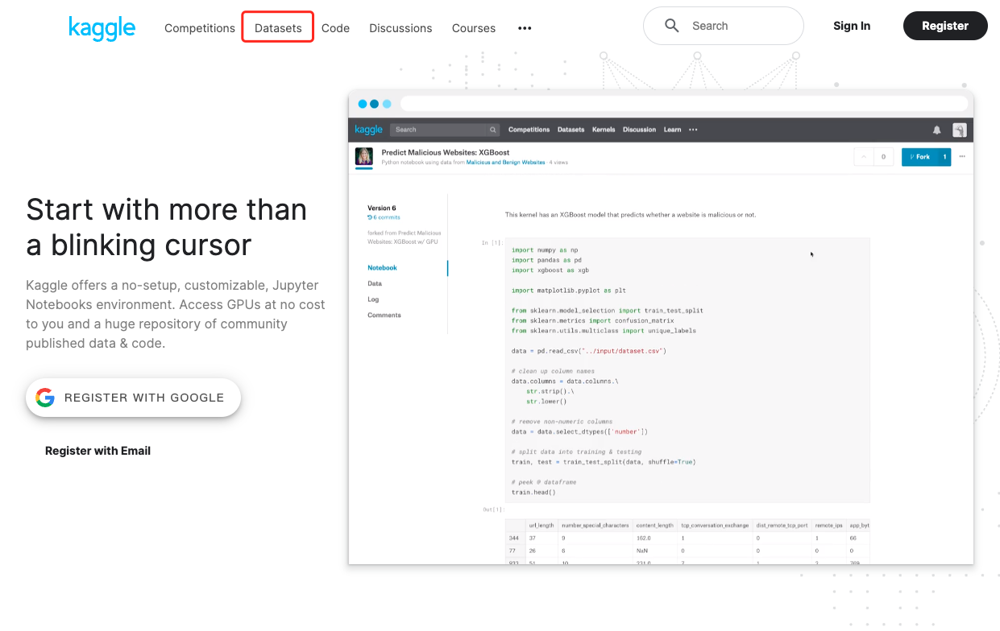 kaggle
Competitions Datasets Code Discussions Courses •••
Search
Sign In
Register
Start with more than
a blinking cursor
Kaggle offers a no-setup, customizable, Jupyter
Notebooks environment. Access GPUs at no cost
to you and a huge repository of community
published data & code.
REGISTER WITH GOOGLE
Register with Email
kaggle Search Competitions Datasets Kernels Discussion Learn •••
Predict Malicious Websites: XGBoost
Python notebook using data from Malicious and Benign Websites · 4 views
0
Fork 1
Version 6
6 commits
forked from Predict Malicious
Websites: XGBoost w/ GPU
Notebook
Data
Log
Comments
This kernel has an XGBoost model that predicts whether a website is malicious or not.
In [1]:
import numpy as np
import pandas as pd
import xgboost as xgb
import matplotlib.pyplot as plt
from sklearn.model_selection import train_test_split
from sklearn.metrics import confusion_matrix
from sklearn.utils.multiclass import unique_labels
data = pd.read_csv("../input/dataset.csv")
# clean up column names
data.columns = data.columns.\
str.strip().\
str.lower()
# remove non-numeric columns
data = data.select_dtypes(['number'])
# split data into training & testing
train, test = train_test_split(data, shuffle=True)
# peek @ dataframe
train.head()
Out[1]:
url_length number_special_characters content_length tcp_conversation_exchange dist_remote_tcp_port remote_ips app_byt
344 37 9 162.0 1 0 1 66
77 26 6 NaN 0 0 0 0
933 51 10 221.0 7 1 2 769